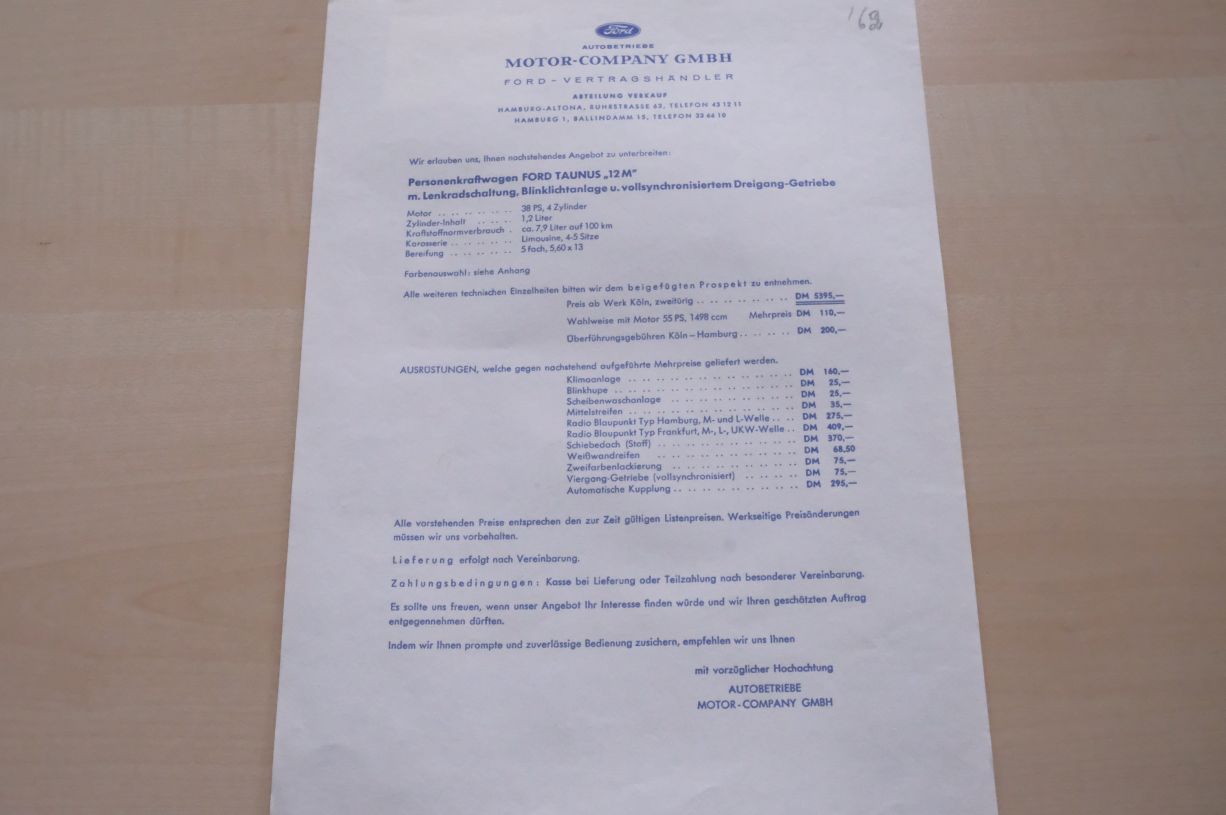 '62
Ford
AUTOBETRIEBE
MOTOR-COMPANY GMBH
FORD-VERTRAGSHÄNDLER
ABTEILUNG VERKAUF
HAMBURG-ALTONA, RUHRSTRASSE 63, TELEFON 43 12 11
HAMBURG 1, BALLINDAMM 15, TELEFON 33 64 10
Wir erlauben uns, Ihnen nachstehendes Angebot zu unterbreiten:
Personenkraftwagen FORD TAUNUS „12 M"
m. Lenkradschaltung, Blinklichtanlage u. vollsynchronisiertem Dreigang-Getriebe
Motor .. .. .. .. .. .. 38 PS, 4 Zylinder
Zylinder-Inhalt .. .. .. 1,2 Liter
Kraftstoffnormverbrauch . ca. 7,9 Liter auf 100 km
Karosserie .. .. .. .. .. Limousine, 4-5 Sitze
Bereifung .. .. .. .. .. 5 fach, 5,60 x 13
Farbenauswahl: siehe Anhang
Alle weiteren technischen Einzelheiten bitten wir dem beigefügten Prospekt zu entnehmen.
Preis ab Werk Köln, zweitürig .. .. .. .. .. .. .. DM 5395,—
Wahlweise mit Motor 55 PS, 1498 ccm Mehrpreis DM 110,—
Überführungsgebühren Köln – Hamburg .. .. .. .. DM 200,—
AUSRÜSTUNGEN, welche gegen nachstehend aufgeführte Mehrpreise geliefert werden.
Klimaanlage .. .. .. .. .. .. .. .. .. .. .. .. DM 160,—
Blinkhupe .. .. .. .. .. .. .. .. .. .. .. .. .. DM 25,—
Scheibenwaschanlage .. .. .. .. .. .. .. .. .. DM 25,—
Mittelstreifen .. .. .. .. .. .. .. .. .. .. .. .. DM 35,—
Radio Blaupunkt Typ Hamburg, M- und L-Welle .. .. DM 275,—
Radio Blaupunkt Typ Frankfurt, M-, L-, UKW-Welle .. DM 409,—
Schiebedach (Stoff) .. .. .. .. .. .. .. .. .. .. DM 370,—
Weißwandreifen .. .. .. .. .. .. .. .. .. .. .. DM 68,50
Zweifarbenlackierung .. .. .. .. .. .. .. .. .. DM 75,—
Viergang-Getriebe (vollsynchronisiert) .. .. .. .. DM 75,—
Automatische Kupplung .. .. .. .. .. .. .. .. .. DM 295,—
Alle vorstehenden Preise entsprechen den zur Zeit gültigen Listenpreisen. Werkseitige Preisänderungen
müssen wir uns vorbehalten.
Lieferung erfolgt nach Vereinbarung.
Zahlungsbedingungen: Kasse bei Lieferung oder Teilzahlung nach besonderer Vereinbarung.
Es sollte uns freuen, wenn unser Angebot Ihr Interesse finden würde und wir Ihren geschätzten Auftrag
entgegennehmen dürften.
Indem wir Ihnen prompte und zuverlässige Bedienung zusichern, empfehlen wir uns Ihnen
mit vorzüglicher Hochachtung
AUTOBETRIEBE
MOTOR-COMPANY GMBH